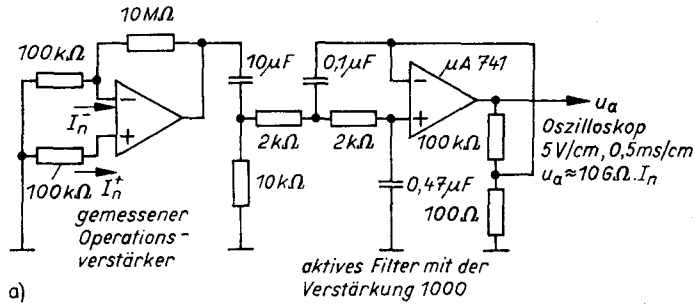 10MΩ
100kΩ
10µF
0,1µF
µA 741
−
+
I_n^-
I_n^+
100kΩ
2kΩ
2kΩ
−
+
100kΩ
u_a
Oszilloskop
5V/cm, 0,5ms/cm
u_a ≈ 10GΩ.I_n
10kΩ
0,47µF
100Ω
gemessener
Operations-
verstärker
aktives Filter mit der
Verstärkung 1000
a)